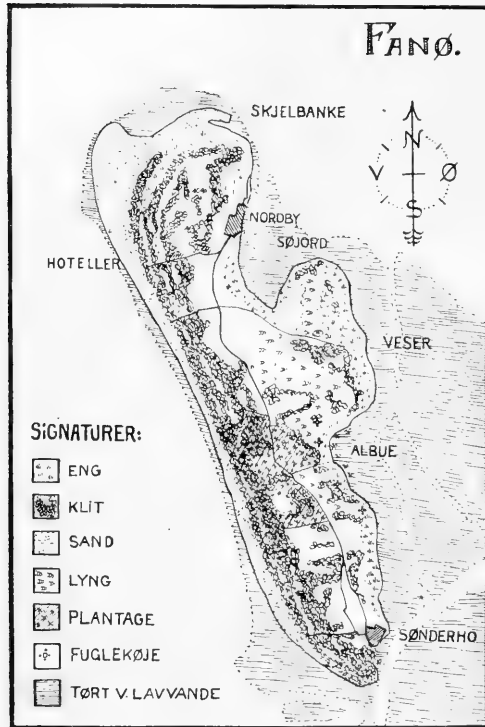 FANØ.
N
V
Ø
S
SKJELBANKE
NORDBY
SØJORD
HOTELLER
VESER
ALBUE
SØNDERHO
SIGNATURER:
ENG
KLIT
SAND
LYNG
PLANTAGE
FUGLEKØJE
TØRT V. LAVVANDE